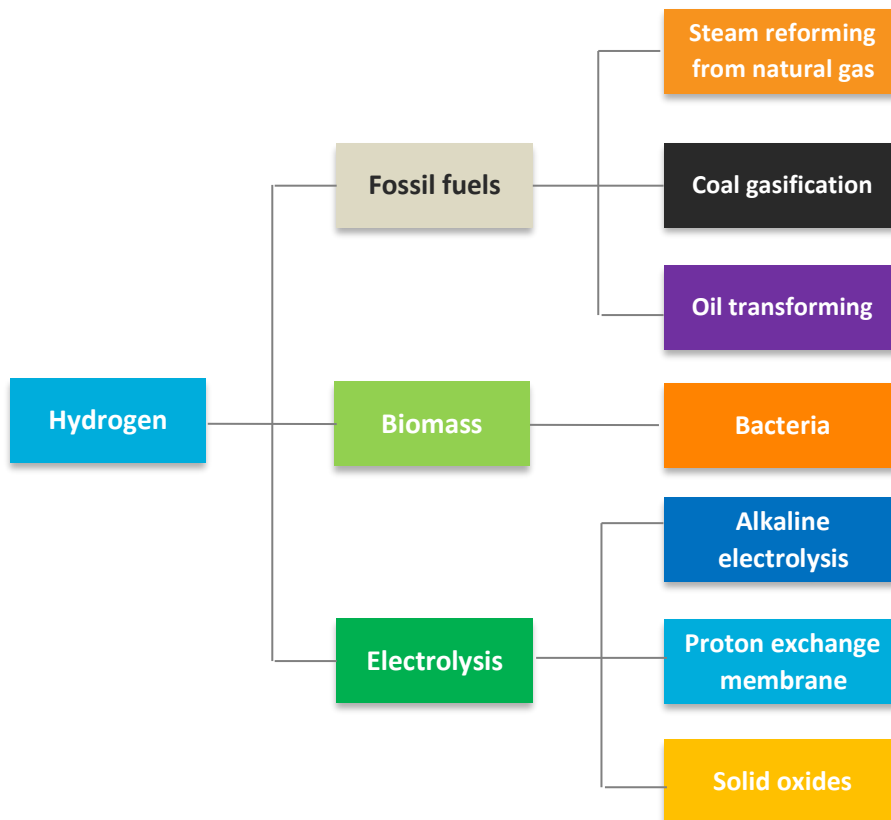 Steam reforming
from natural gas
Fossil fuels
Coal gasification
Oil transforming
Hydrogen
Biomass
Bacteria
Alkaline
electrolysis
Electrolysis
Proton exchange
membrane
Solid oxides